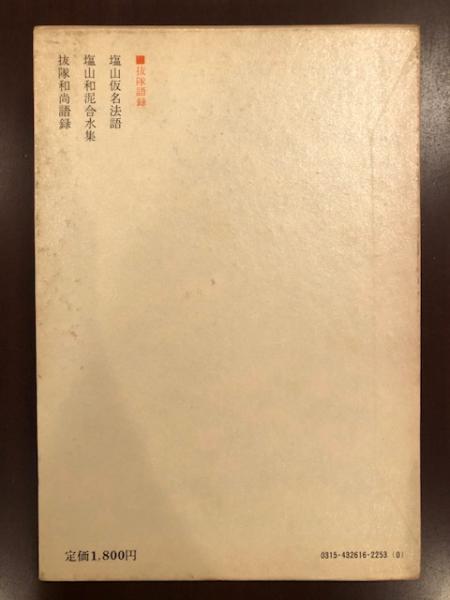 ■抜隊語録
塩山仮名法語
塩山和泥合水集
抜隊和尚語録
定価1,800円
0315-432616-2253 (0)